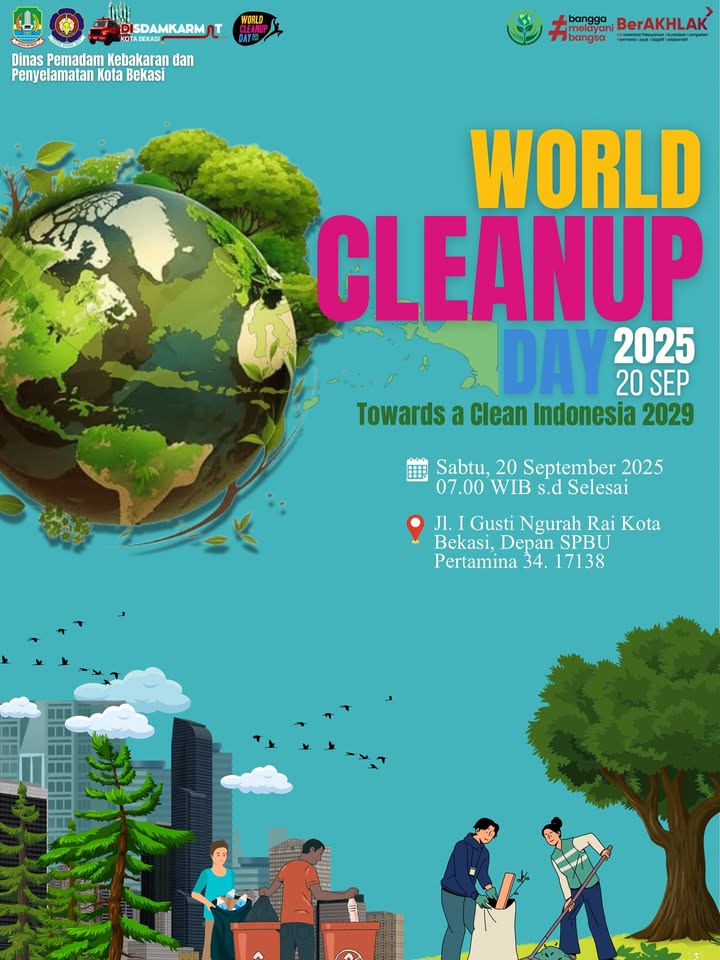 DISDAMKARMAT
KOTA BEKASI
WORLD
CLEANUP
DAY
#bangga
melayani
bangsa
BerAKHLAK
Dinas Pemadam Kebakaran dan
Penyelamatan Kota Bekasi
WORLD
CLEANUP
DAY 2025
20 SEP
Towards a Clean Indonesia 2029
Sabtu, 20 September 2025
07.00 WIB s.d Selesai
Jl. I Gusti Ngurah Rai Kota
Bekasi, Depan SPBU
Pertamina 34. 17138